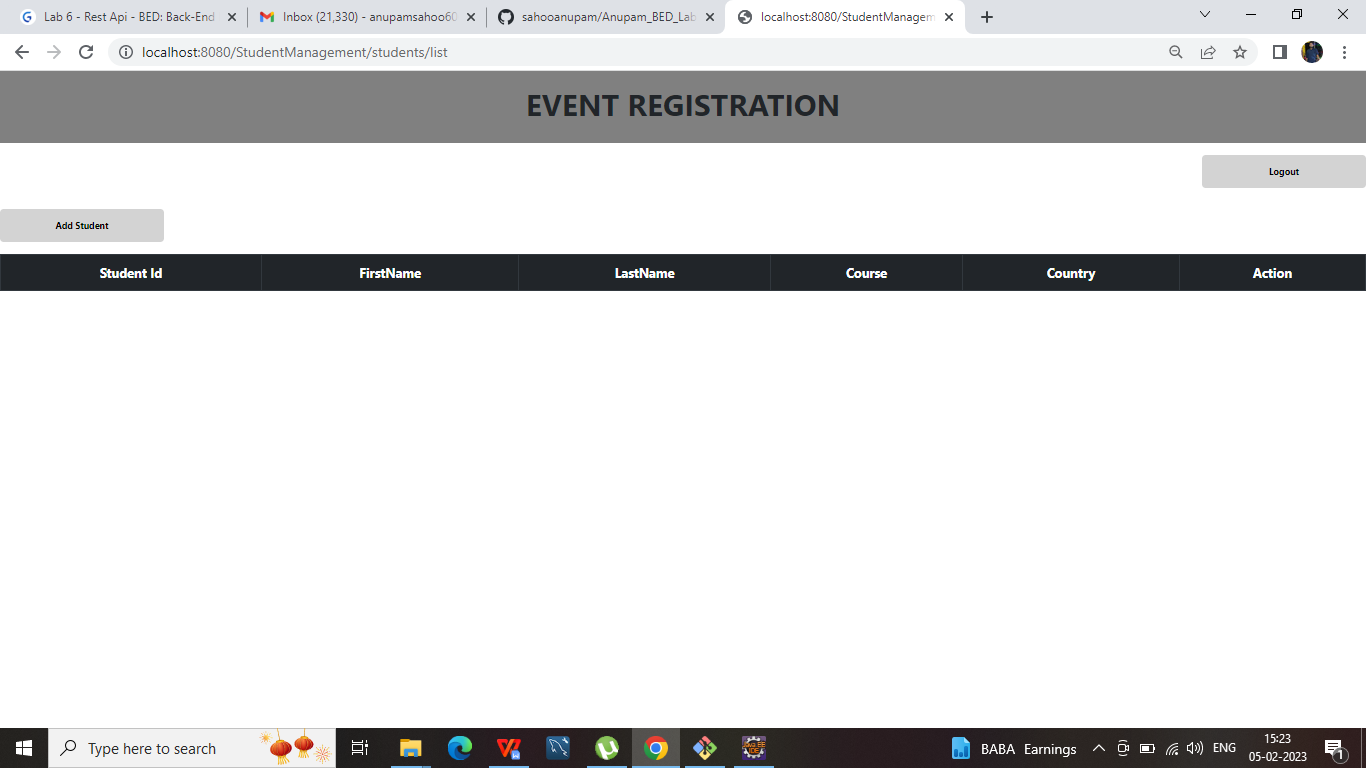 Lab 6 - Rest Api - BED: Back-End
Inbox (21,330) - anupamsahoo60
sahooanupam/Anupam_BED_Lab
localhost:8080/StudentManagem
localhost:8080/StudentManagement/students/list
EVENT REGISTRATION
Logout
Add Student
Student Id FirstName LastName Course Country Action
Type here to search
BABA Earnings
ENG
15:23
05-02-2023
1